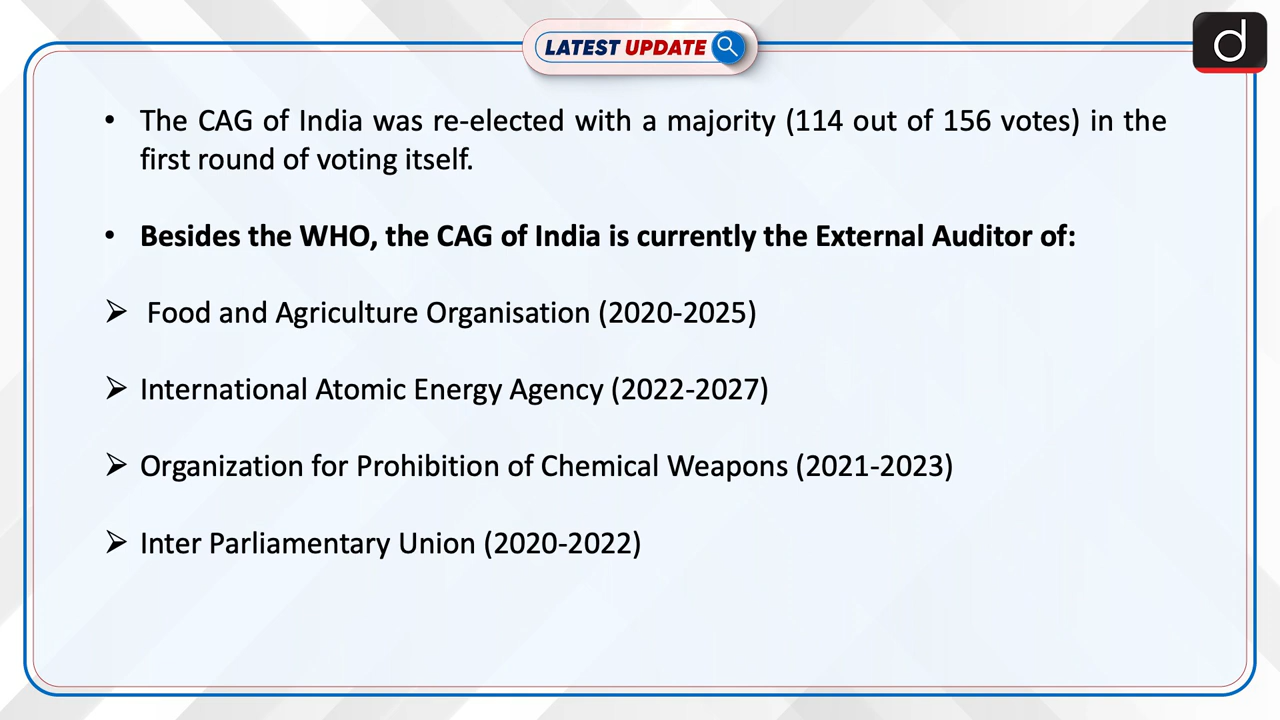 LATEST UPDATE
d
• The CAG of India was re-elected with a majority (114 out of 156 votes) in the
first round of voting itself.
• Besides the WHO, the CAG of India is currently the External Auditor of:
➢ Food and Agriculture Organisation (2020-2025)
➢ International Atomic Energy Agency (2022-2027)
➢ Organization for Prohibition of Chemical Weapons (2021-2023)
➢ Inter Parliamentary Union (2020-2022)